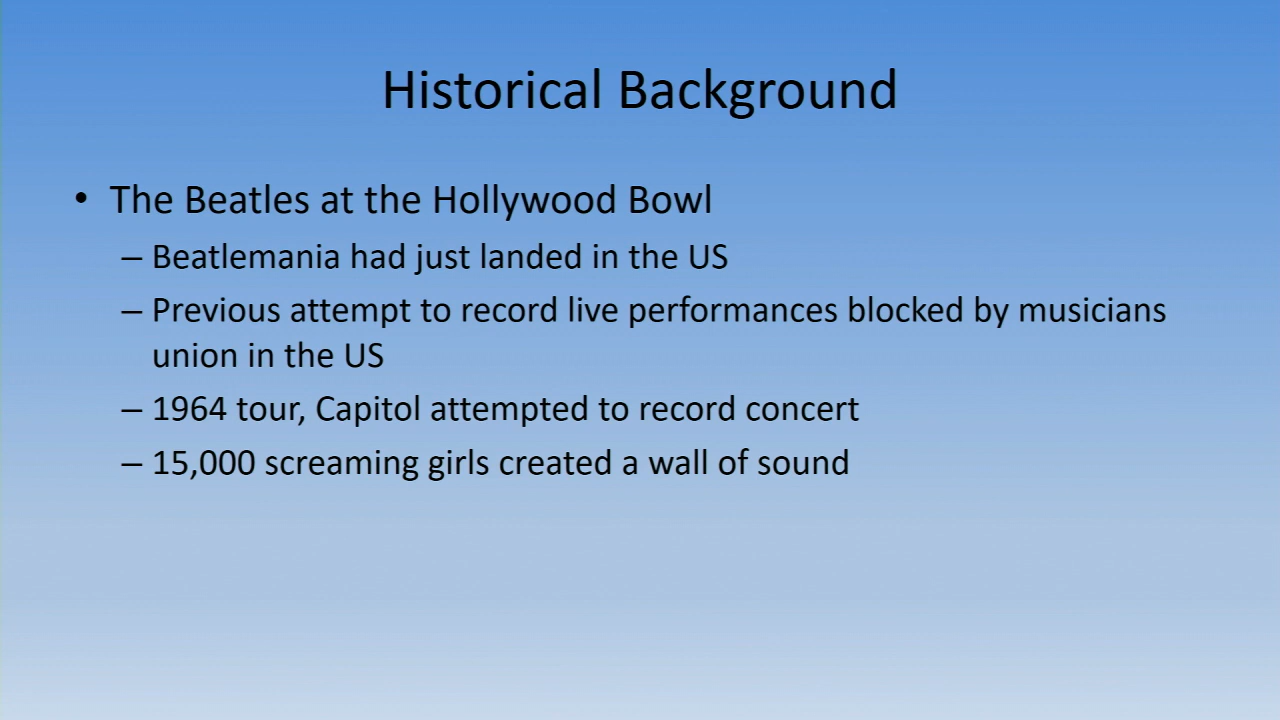 Historical Background
• The Beatles at the Hollywood Bowl
– Beatlemania had just landed in the US
– Previous attempt to record live performances blocked by musicians
union in the US
– 1964 tour, Capitol attempted to record concert
– 15,000 screaming girls created a wall of sound